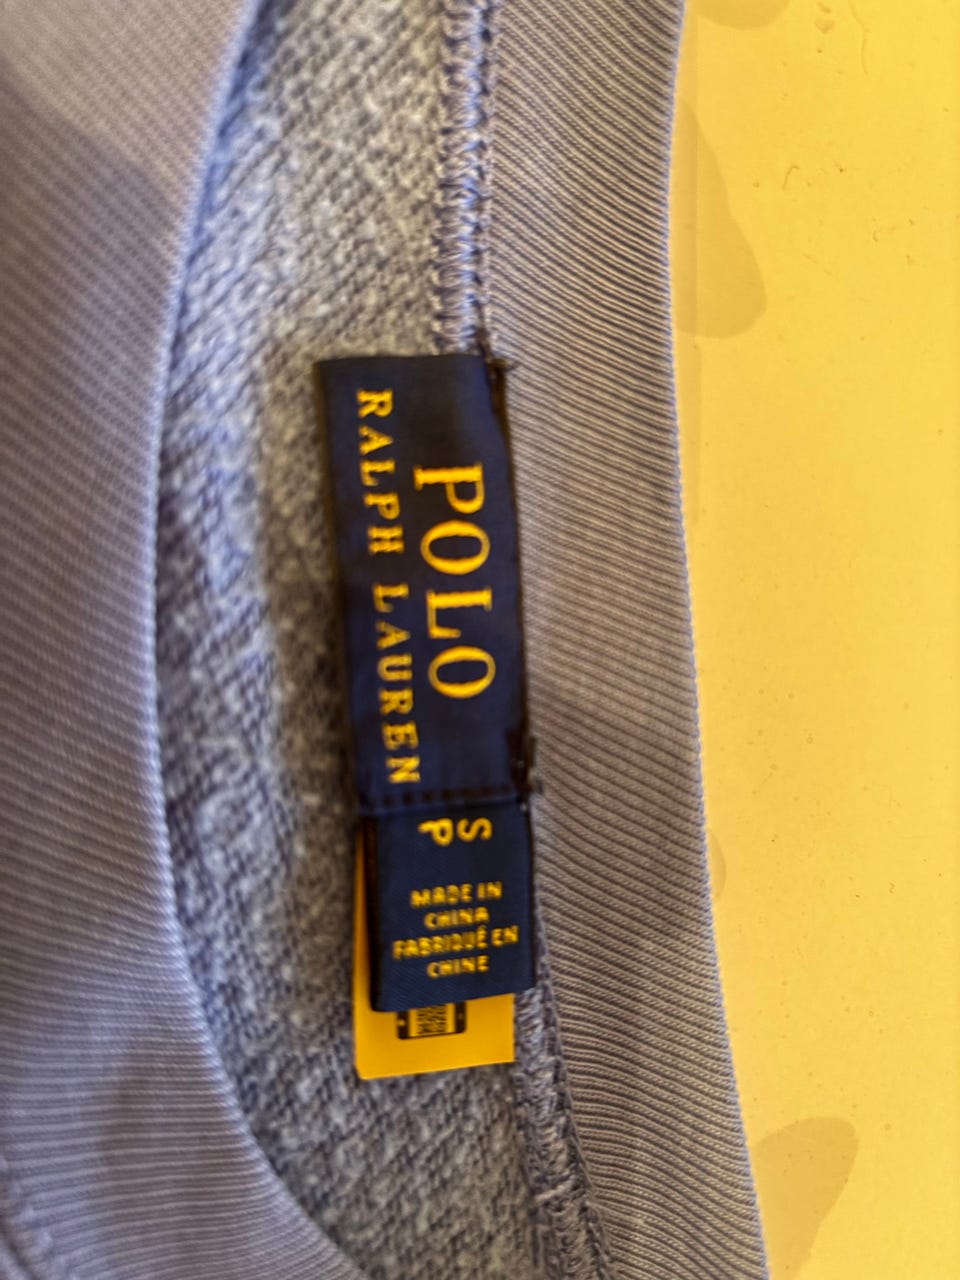 POLO
RALPH LAUREN
S
P
MADE IN
CHINA
FABRIQUÉ EN
CHINE